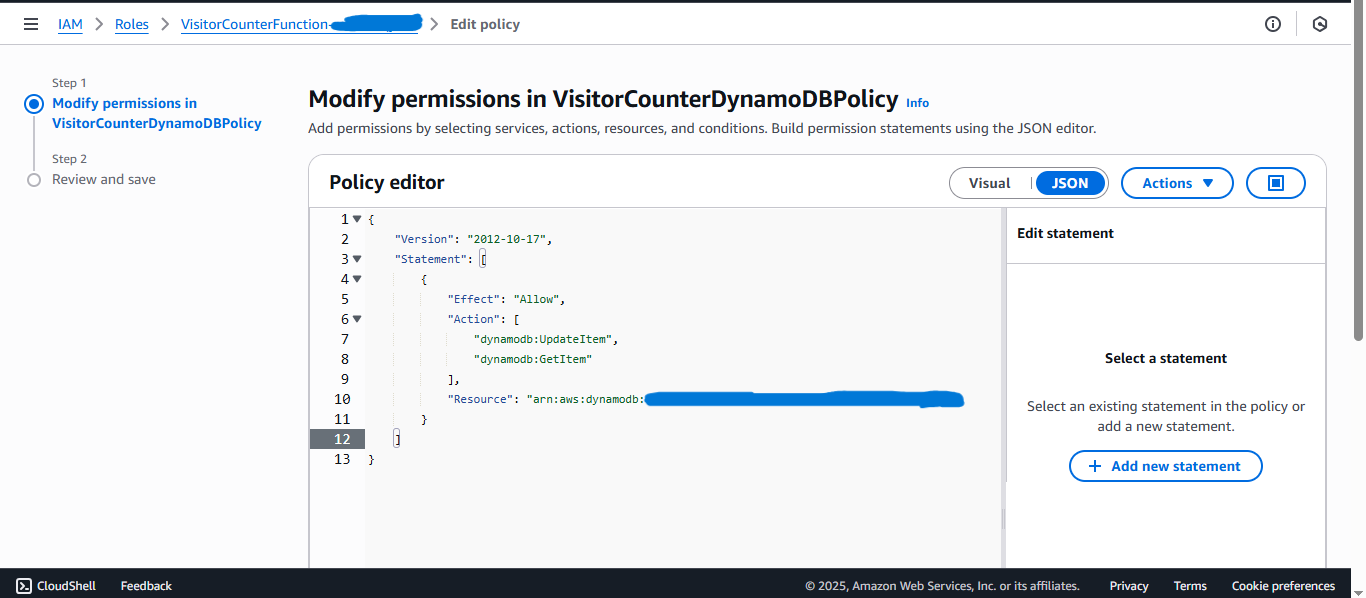 IAM > Roles > VisitorCounterFunction- > Edit policy
Step 1
Modify permissions in
VisitorCounterDynamoDBPolicy
Step 2
Review and save
Modify permissions in VisitorCounterDynamoDBPolicy Info
Add permissions by selecting services, actions, resources, and conditions. Build permission statements using the JSON editor.
Policy editor
Visual | JSON
Actions
1 {
2 "Version": "2012-10-17",
3 "Statement": [
4 {
5 "Effect": "Allow",
6 "Action": [
7 "dynamodb:UpdateItem",
8 "dynamodb:GetItem"
9 ],
10 "Resource": "arn:aws:dynamodb:
11 }
12 ]
13 }
Edit statement
Select a statement
Select an existing statement in the policy or
add a new statement.
+ Add new statement
CloudShell Feedback © 2025, Amazon Web Services, Inc. or its affiliates. Privacy Terms Cookie preferences